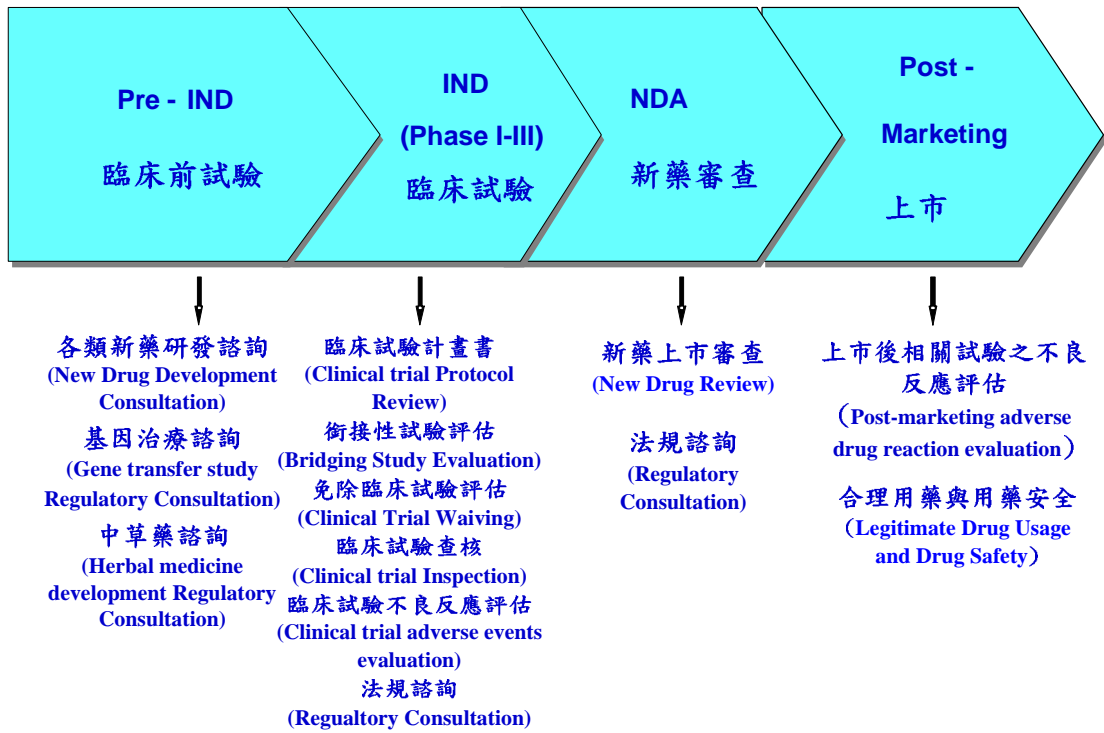 Pre - IND
臨床前試驗
IND
(Phase I-III)
臨床試驗
NDA
新藥審查
Post -
Marketing
上市
各類新藥研發諮詢
(New Drug Development
Consultation)
基因治療諮詢
(Gene transfer study
Regulatory Consultation)
中草藥諮詢
(Herbal medicine
development Regulatory
Consultation)
臨床試驗計畫書
(Clinical trial Protocol
Review)
銜接性試驗評估
(Bridging Study Evaluation)
免除臨床試驗評估
(Clinical Trial Waiving)
臨床試驗查核
(Clinical trial Inspection)
臨床試驗不良反應評估
(Clinical trial adverse events
evaluation)
法規諮詢
(Regualtory Consultation)
新藥上市審查
(New Drug Review)
法規諮詢
(Regulatory
Consultation)
上市後相關試驗之不良
反應評估
（Post-marketing adverse
drug reaction evaluation）
合理用藥與用藥安全
（Legitimate Drug Usage
and Drug Safety）